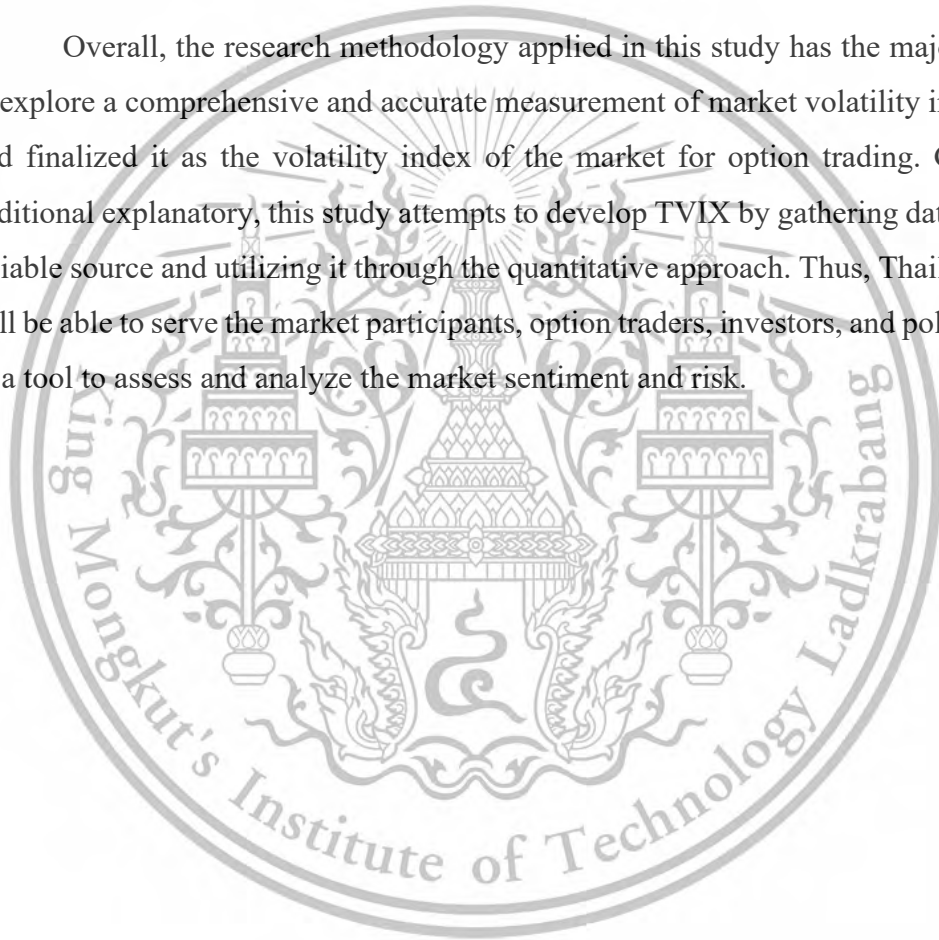 Overall, the research methodology applied in this study has the maj
explore a comprehensive and accurate measurement of market volatility i
d finalized it as the volatility index of the market for option trading.
ditional explanatory, this study attempts to develop TVIX by gathering dat
iable source and utilizing it through the quantitative approach. Thus, Thail
ll be able to serve the market participants, option traders, investors, and pol
a tool to assess and analyze the market sentiment and risk.
King Mongkut's Institute of Technology Ladkrabang